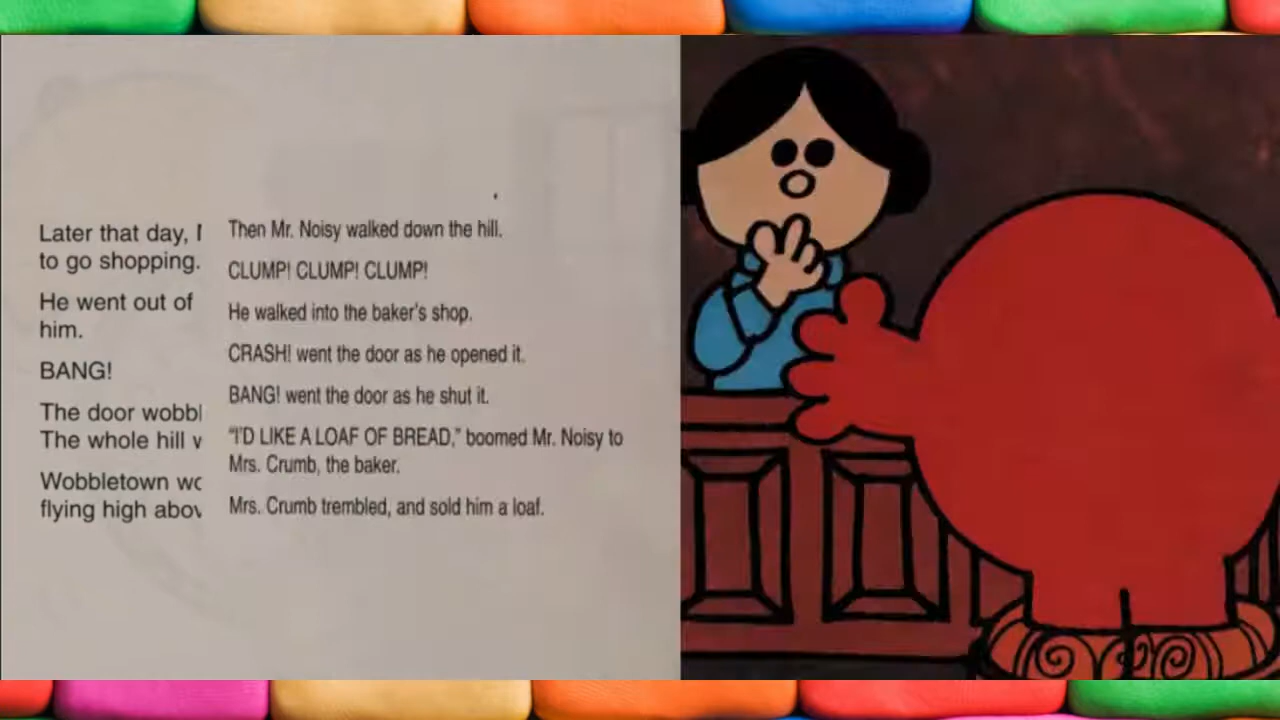 Later that day,
to go shopping.
He went out of
him.
BANG!
The door
The whole hill
Wobbletown
flying high
Then Mr. Noisy walked down the hill.
CLUMP! CLUMP! CLUMP!
He walked into the baker's shop.
CRASH! went the door as he opened it.
BANG! went the door as he shut it.
“I'D LIKE A LOAF OF BREAD,” boomed Mr. Noisy to
Mrs. Crumb, the baker.
Mrs. Crumb trembled, and sold him a loaf.